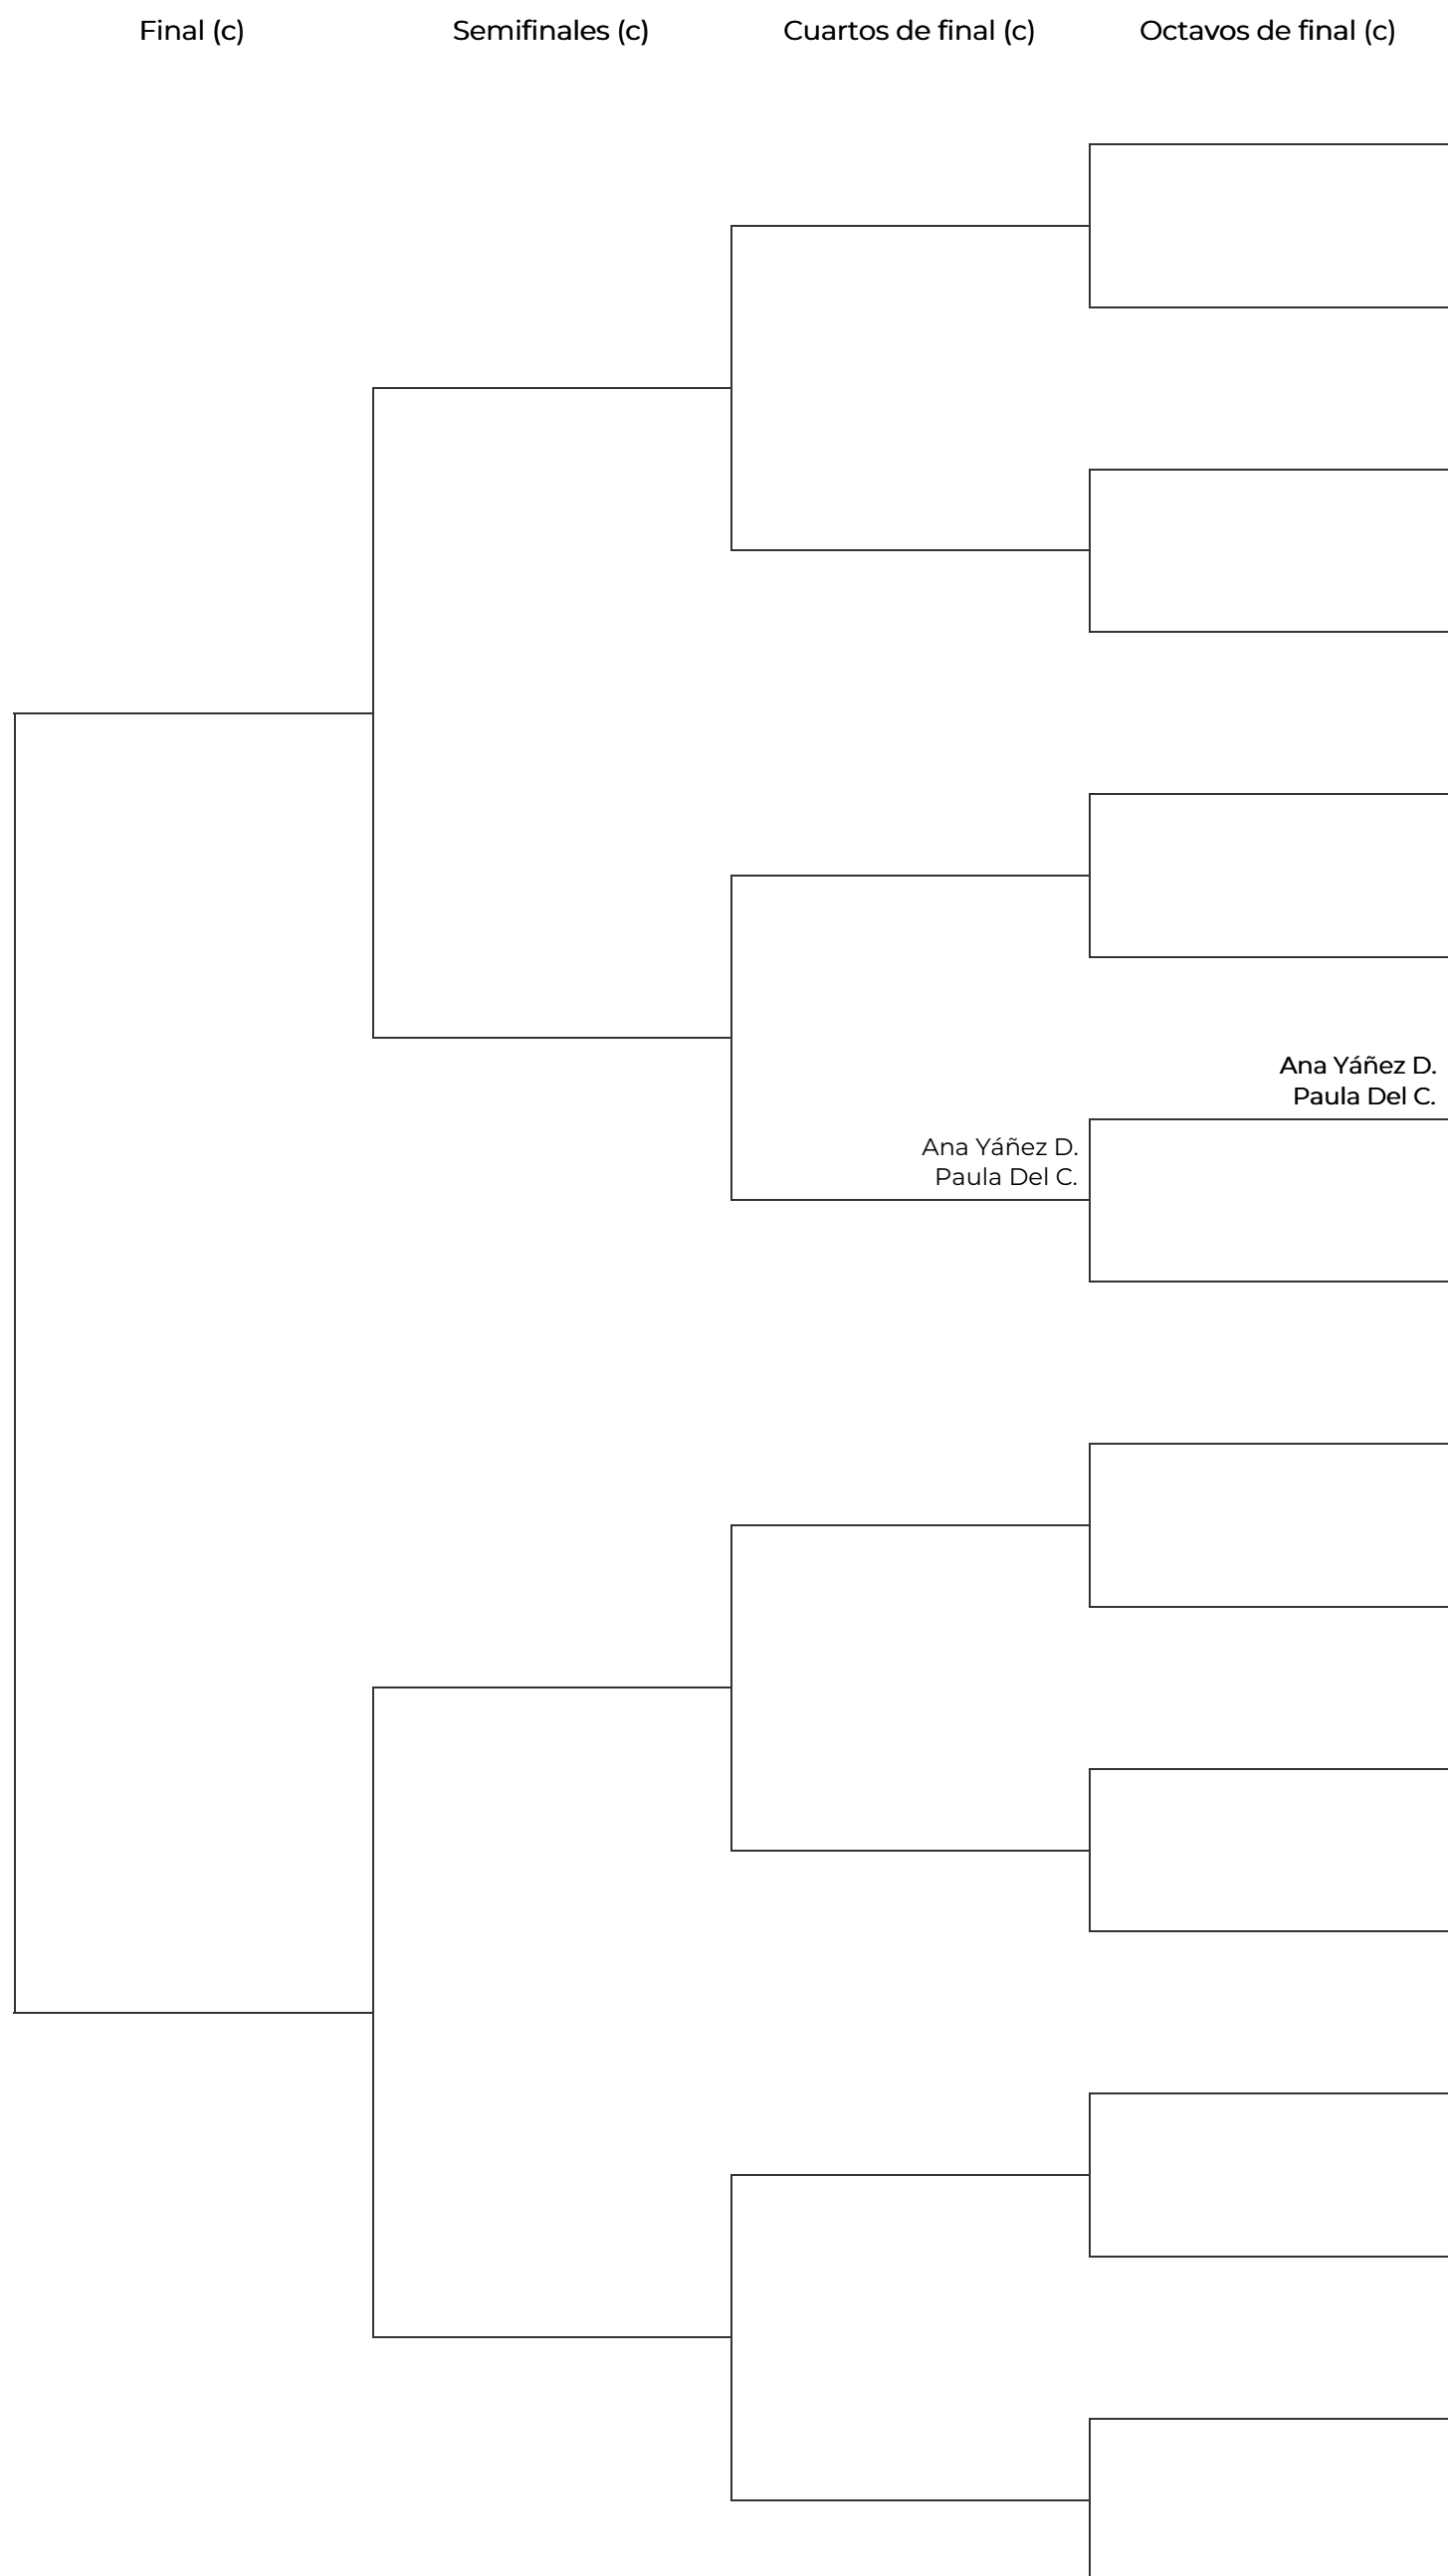 Final (c)
Semifinales (c)
Cuartos de final (c)
Octavos de final (c)
Ana Yáñez D.
Paula Del C.
Ana Yáñez D.
Paula Del C.